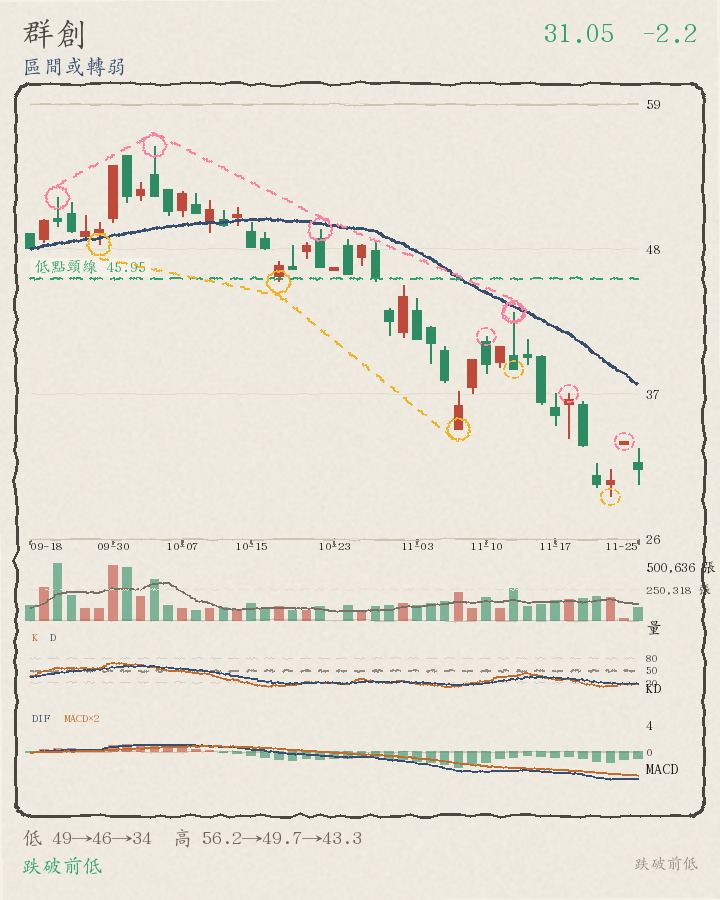 群創
31.05 -2.2
區間或轉弱
59
48
低點頸線 45.95
37
26
09-18 09-30 10-07 10-15 10-23 11-03 11-10 11-17 11-25
500,636 張
250,318 張
量
K D
80
50
20
KD
DIF MACD×2
4
0
MACD
低 49→46→34 高 56.2→49.7→43.3
跌破前低
跌破前低